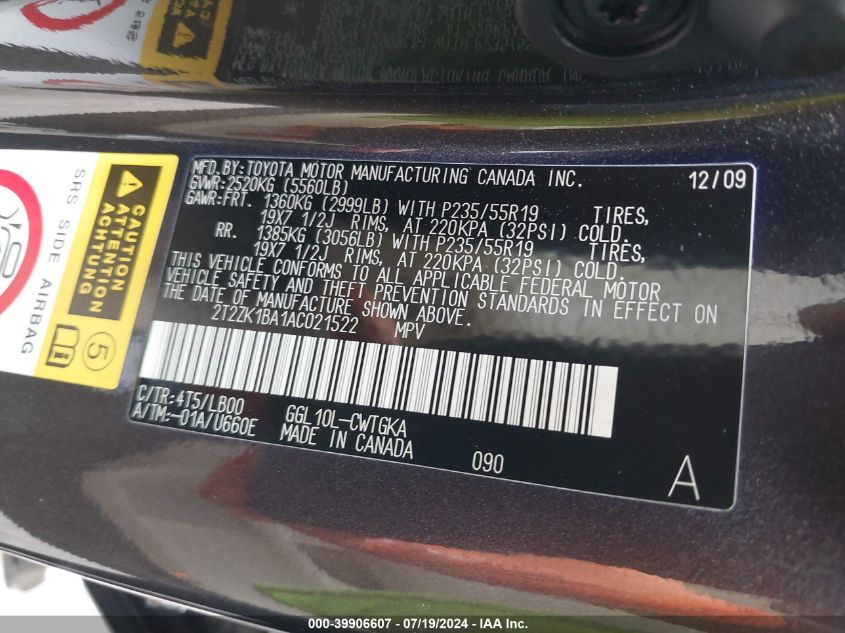 MFD.BY:TOYOTA MOTOR MANUFACTURING CANADA INC. 12/09
GVWR:2520KG (5560LB)
GAWR:FRT. 1360KG (2999LB) WITH P235/55R19 TIRES,
19X7 1/2J RIMS, AT 220KPA (32PSI) COLD.
RR. 1385KG (3056LB) WITH P235/55R19 TIRES,
19X7 1/2J RIMS, AT 220KPA (32PSI) COLD.
THIS VEHICLE CONFORMS TO ALL APPLICABLE FEDERAL MOTOR
VEHICLE SAFETY AND THEFT PREVENTION STANDARDS IN EFFECT ON
THE DATE OF MANUFACTURE SHOWN ABOVE.
2T2ZK1BA1AC021522 MPV
C/TR:4T5/LB00 GGL10L-CWTGKA
A/TM:-01A/U660E MADE IN CANADA
090
A
SRS SIDE AIRBAG
CAUTION
ATTENTION
ACHTUNG
5
i
000-39906607 - 07/19/2024 - IAA Inc.